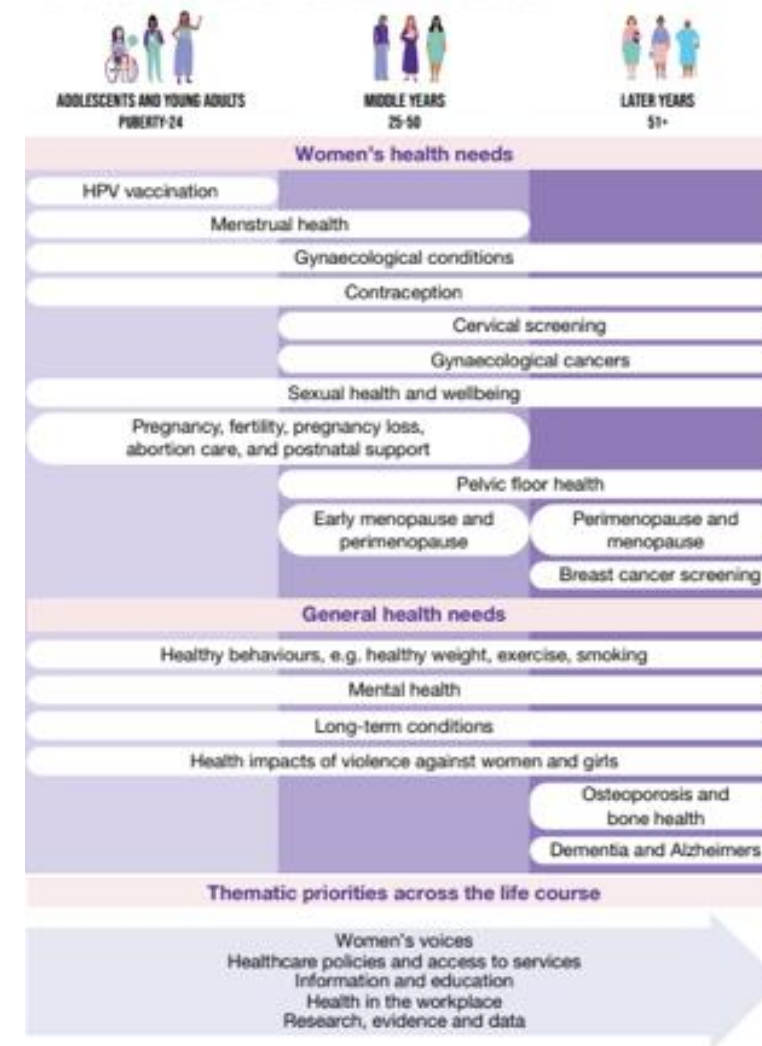 ADOLESCENTS AND YOUNG ADULTS
PUBERTY-24
MIDDLE YEARS
25-50
LATER YEARS
51+
Women's health needs
HPV vaccination
Menstrual health
Gynaecological conditions
Contraception
Cervical screening
Gynaecological cancers
Sexual health and wellbeing
Pregnancy, fertility, pregnancy loss,
abortion care, and postnatal support
Pelvic floor health
Early menopause and
perimenopause
Perimenopause and
menopause
Breast cancer screening
General health needs
Healthy behaviours, e.g. healthy weight, exercise, smoking
Mental health
Long-term conditions
Health impacts of violence against women and girls
Osteoporosis and
bone health
Dementia and Alzheimers
Thematic priorities across the life course
Women's voices
Healthcare policies and access to services
Information and education
Health in the workplace
Research, evidence and data